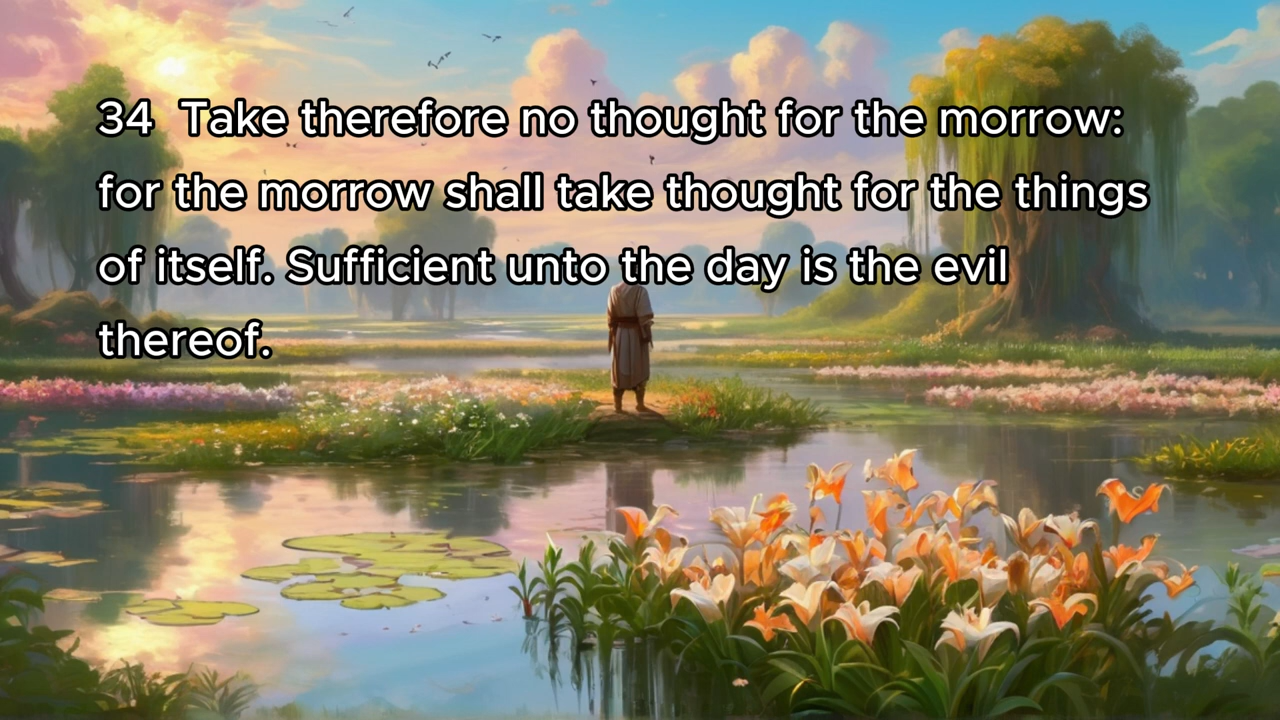 34 Take therefore no thought for the morrow:
for the morrow shall take thought for the things
of itself. Sufficient unto the day is the evil
thereof.